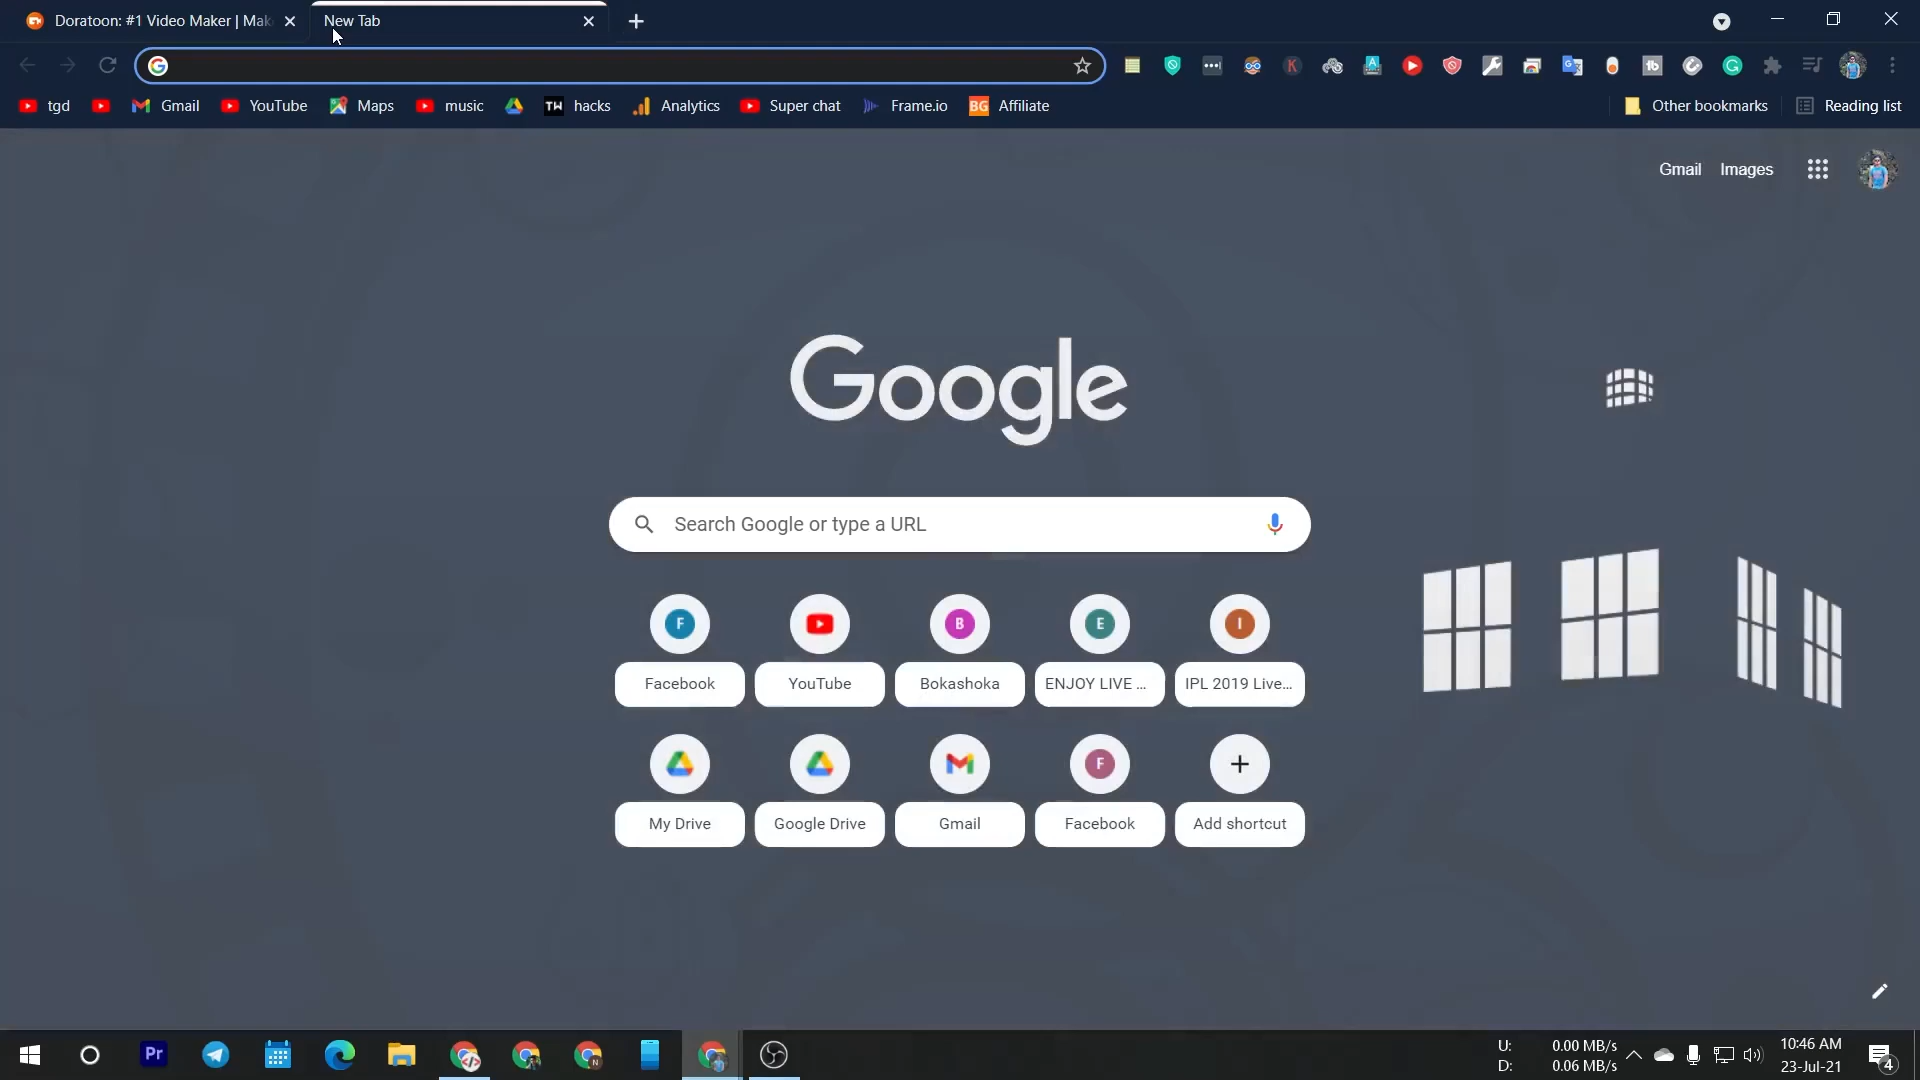 Doratoon: #1 Video Maker | Mak
New Tab
tgd
Gmail
YouTube
Maps
music
TW hacks
Analytics
Super chat
Frame.io
BG Affiliate
Other bookmarks
Reading list
Gmail Images
Google
Search Google or type a URL
F
B
E
I
Facebook
YouTube
Bokashoka
ENJOY LIVE ...
IPL 2019 Live...
F
My Drive
Google Drive
Gmail
Facebook
Add shortcut
Pr
N
U: 0.00 MB/s
D: 0.06 MB/s
10:46 AM
23-Jul-21
4